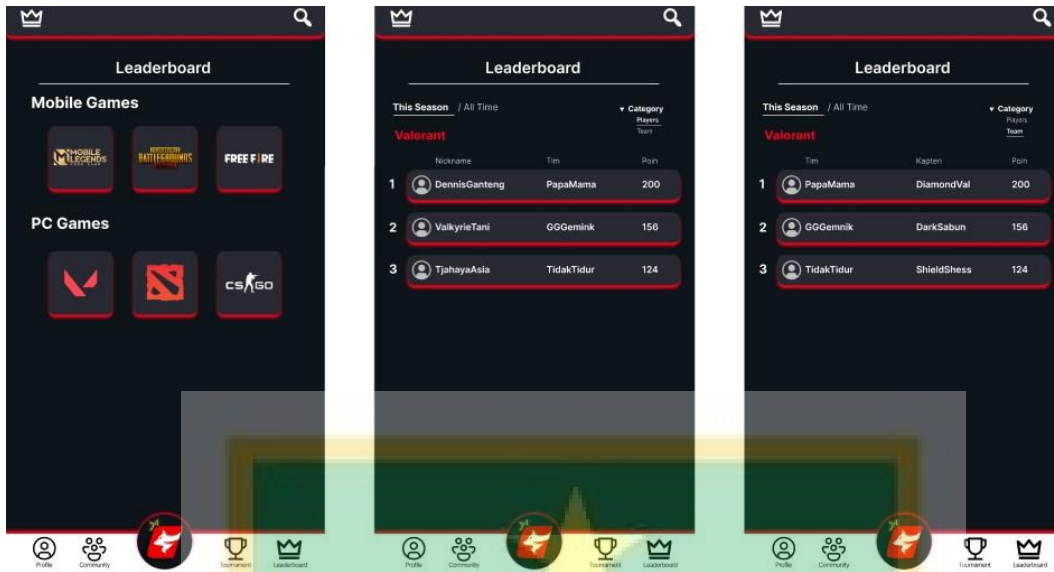 Leaderboard
Mobile Games
MOBILE LEGENDS
BATTLEGROUNDS
FREE FIRE
PC Games
CS GO
Profile Community Tournament Leaderboard
Leaderboard
This Season / All Time ▾ Category
Players
Team
Valorant
Nickname Tim Poin
1 DennisGanteng PapaMama 200
2 ValkyrieTani GGGemink 156
3 TjahayaAsia TidakTidur 124
Profile Community Tournament Leaderboard
Leaderboard
This Season / All Time ▾ Category
Players
Team
Valorant
Tim Kapten Poin
1 PapaMama DiamondVal 200
2 GGGemnik DarkSabun 156
3 TidakTidur ShieldShess 124
Profile Community Tournament Leaderboard